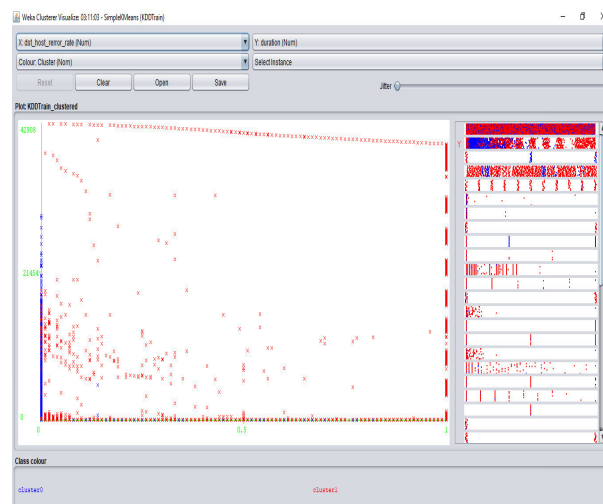 Weka Clusterer Visualize: 03:11:03 - SimpleKMeans (KDDTrain)
X: dst_host_rerror_rate (Num)
Y: duration (Num)
Colour: Cluster (Num)
Select Instance
Reset
Clear
Open
Save
Jitter
Plot: KDDTrain_clustered
42908
Y
21454
0
0
0.5
1
Class colour
cluster0
cluster1